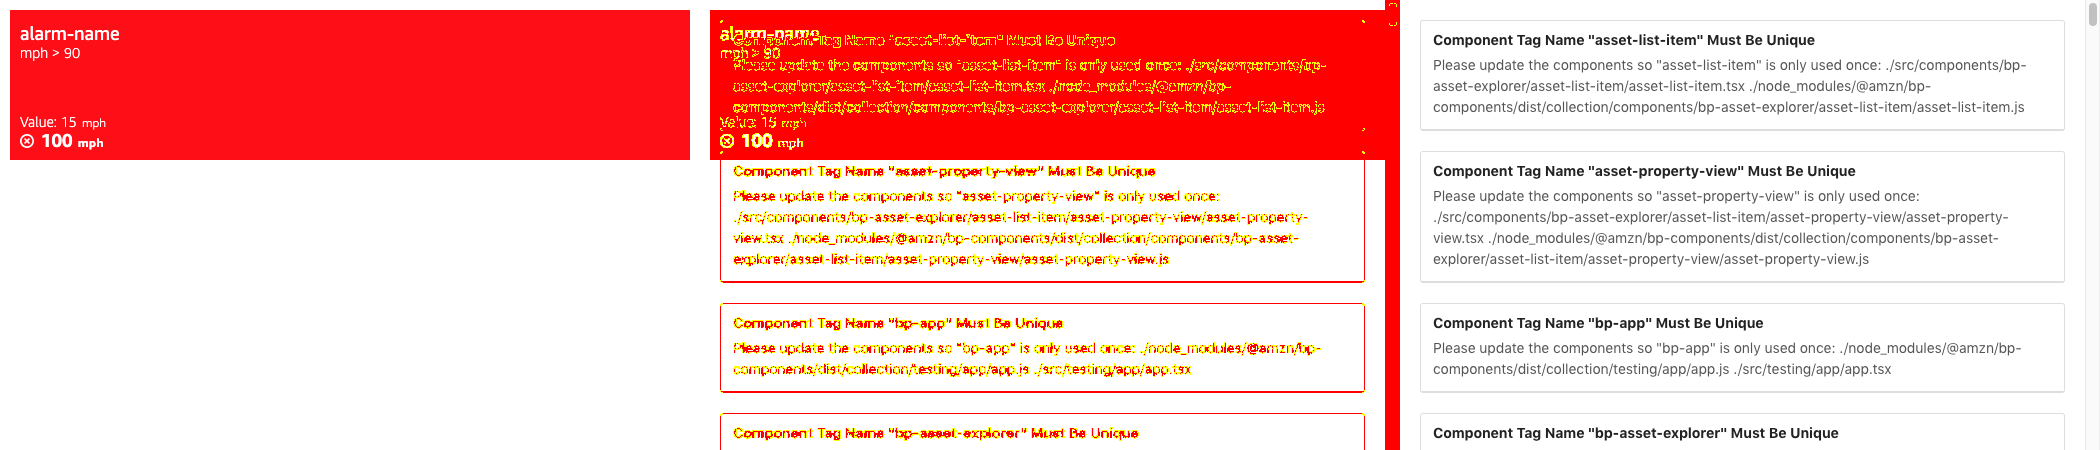 alarm-name
mph > 90
Value: 15 mph
100 mph
alarm-name
Component Tag Name "asset-list-item" Must Be Unique
mph > 90
Please update the components so "asset-list-item" is only used once: ./src/components/bp-
asset-explorer/asset-list-item/asset-list-item.tsx ./node_modules/@amzn/bp-
components/dist/collection/components/bp-asset-explorer/asset-list-item/asset-list-item.js
Value: 15 mph
100 mph
Component Tag Name "asset-property-view" Must Be Unique
Please update the components so "asset-property-view" is only used once:
./src/components/bp-asset-explorer/asset-list-item/asset-property-view/asset-property-
view.tsx ./node_modules/@amzn/bp-components/dist/collection/components/bp-asset-
explorer/asset-list-item/asset-property-view/asset-property-view.js
Component Tag Name "bp-app" Must Be Unique
Please update the components so "bp-app" is only used once: ./node_modules/@amzn/bp-
components/dist/collection/testing/app/app.js ./src/testing/app/app.tsx
Component Tag Name "bp-asset-explorer" Must Be Unique
Component Tag Name "asset-list-item" Must Be Unique
Please update the components so "asset-list-item" is only used once: ./src/components/bp-
asset-explorer/asset-list-item/asset-list-item.tsx ./node_modules/@amzn/bp-
components/dist/collection/components/bp-asset-explorer/asset-list-item/asset-list-item.js
Component Tag Name "asset-property-view" Must Be Unique
Please update the components so "asset-property-view" is only used once:
./src/components/bp-asset-explorer/asset-list-item/asset-property-view/asset-property-
view.tsx ./node_modules/@amzn/bp-components/dist/collection/components/bp-asset-
explorer/asset-list-item/asset-property-view/asset-property-view.js
Component Tag Name "bp-app" Must Be Unique
Please update the components so "bp-app" is only used once: ./node_modules/@amzn/bp-
components/dist/collection/testing/app/app.js ./src/testing/app/app.tsx
Component Tag Name "bp-asset-explorer" Must Be Unique